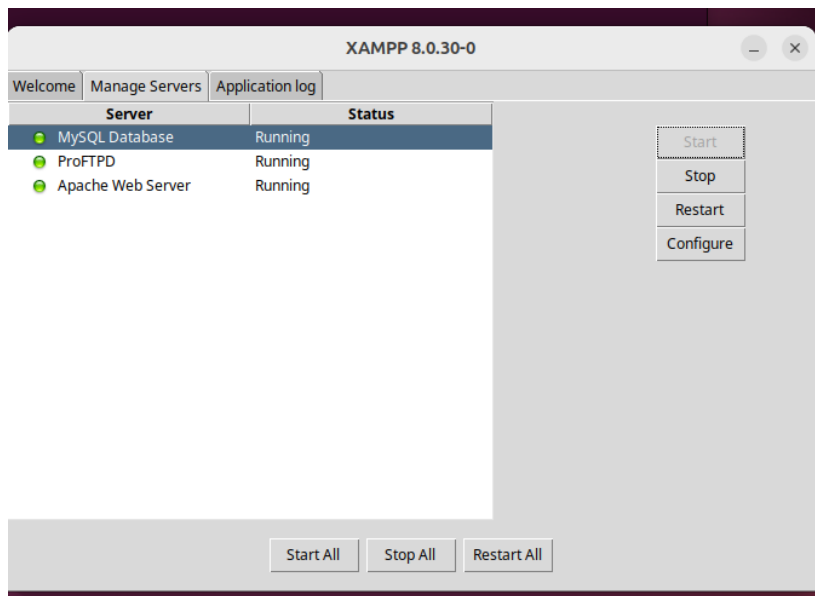 XAMPP 8.0.30-0
Welcome Manage Servers Application log
Server Status
MySQL Database Running
ProFTPD Running
Apache Web Server Running
Start
Stop
Restart
Configure
Start All Stop All Restart All